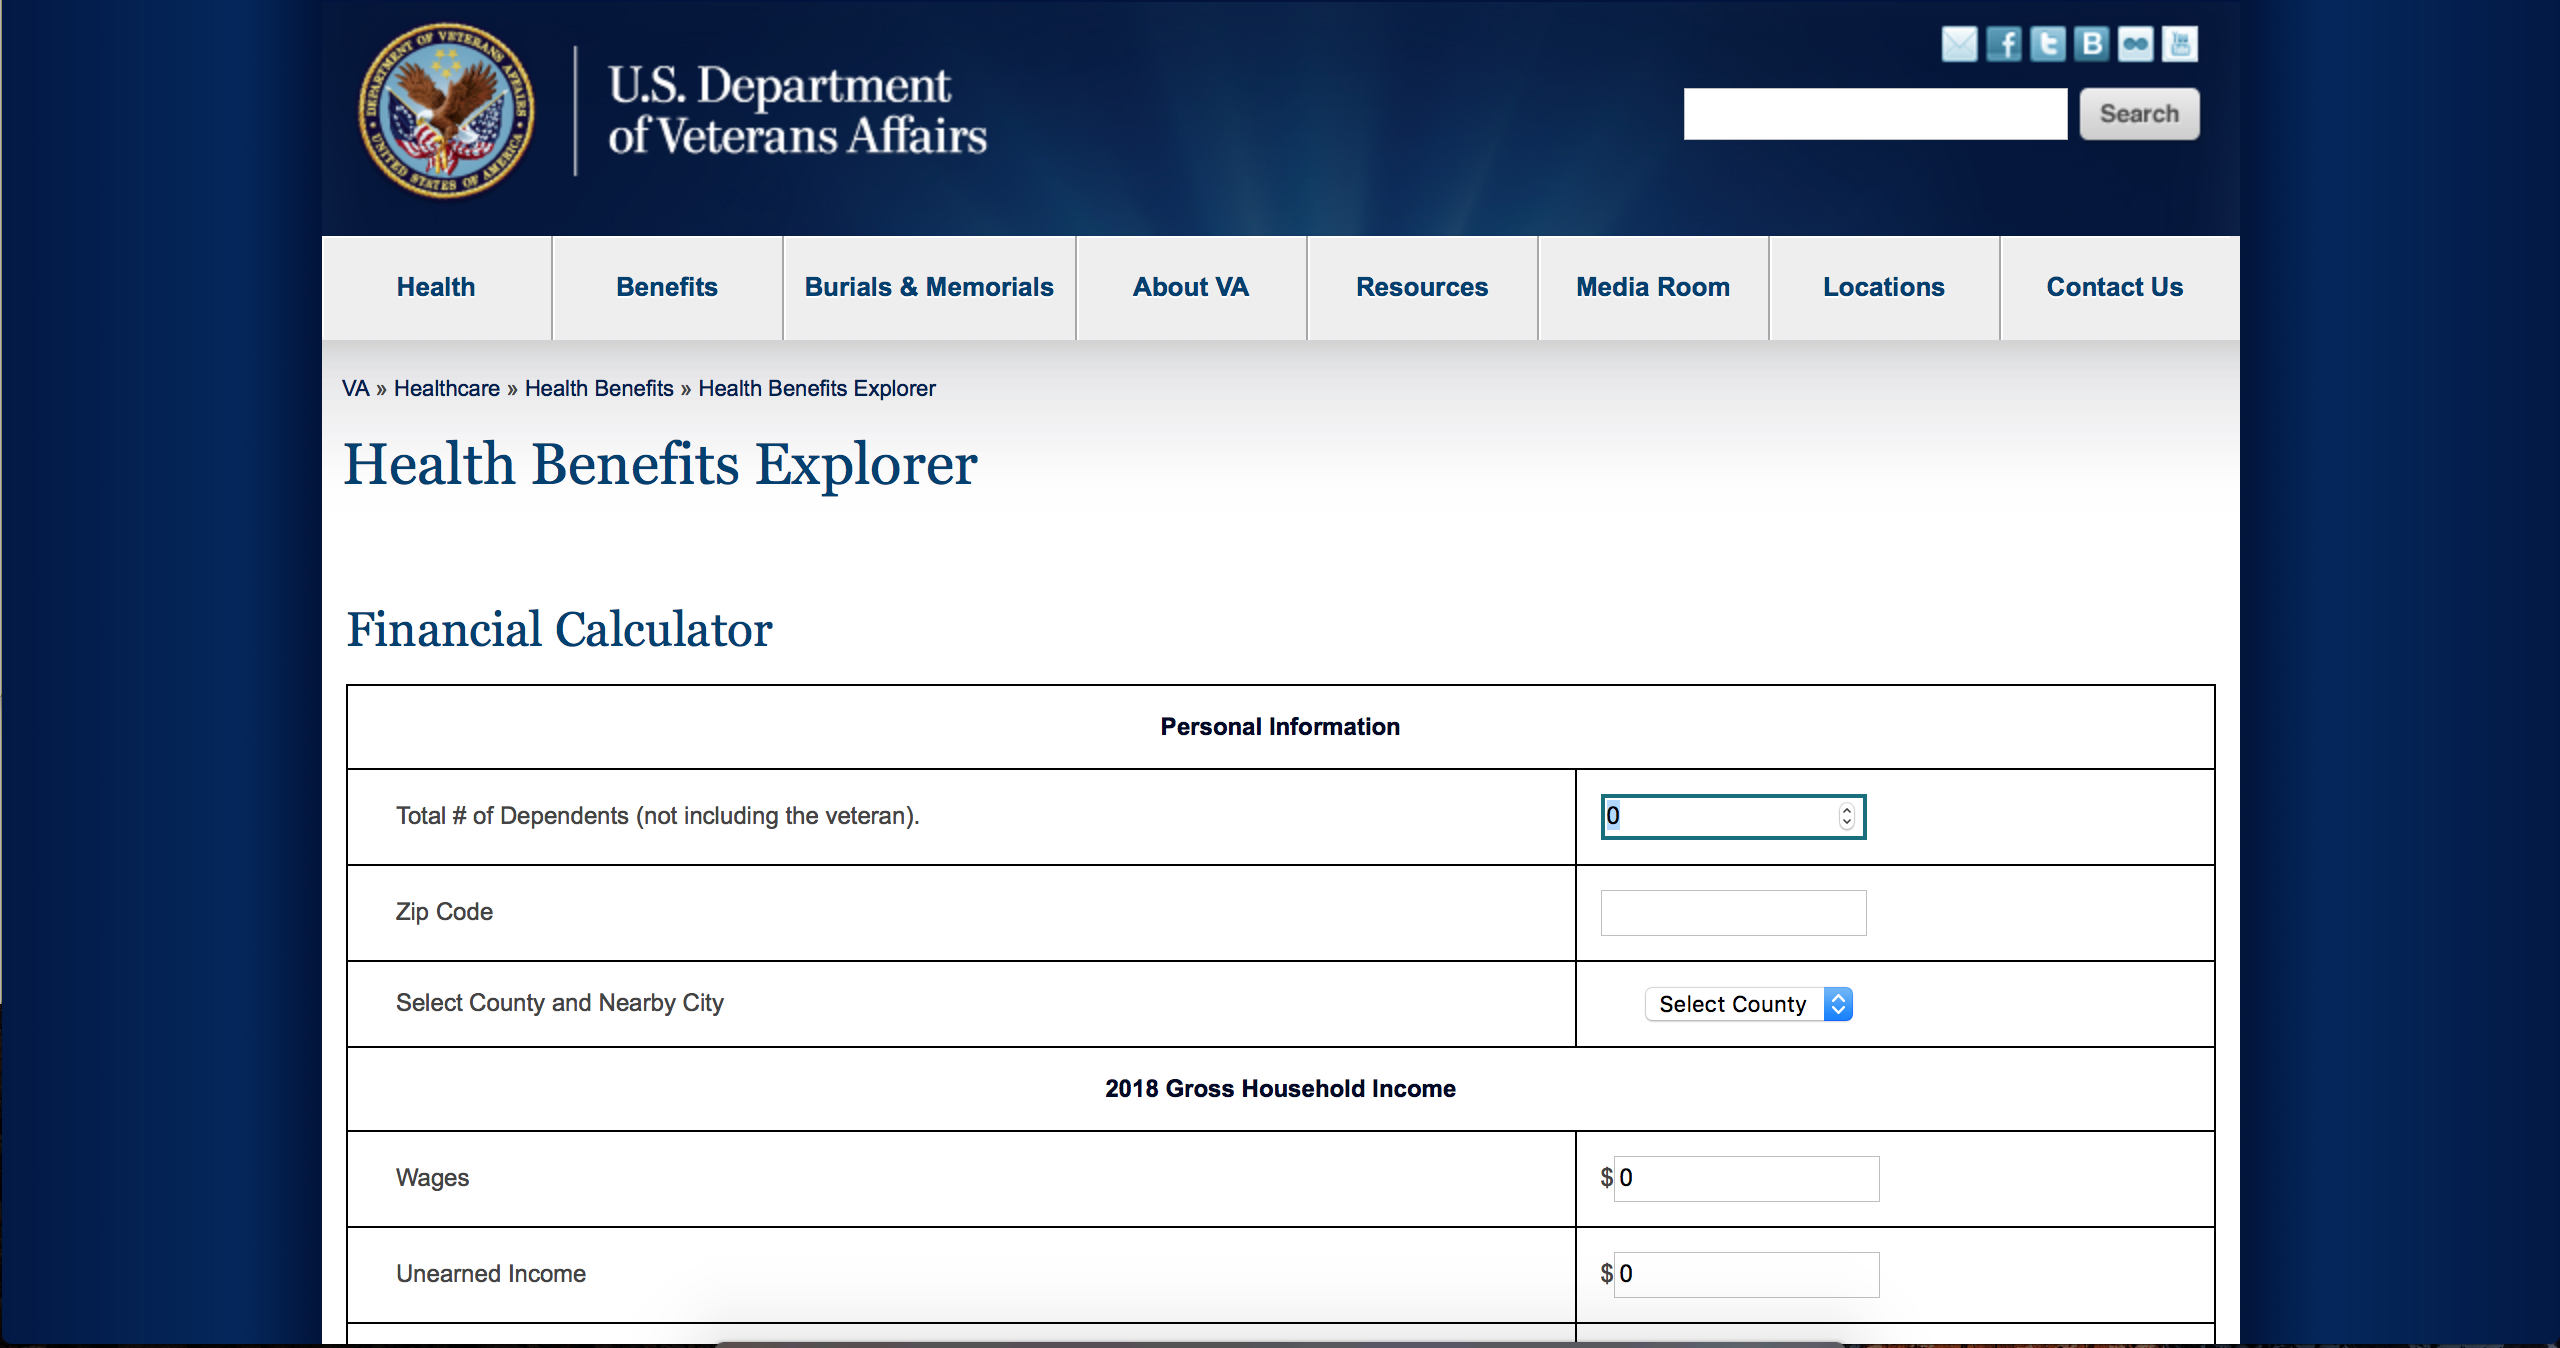 DEPARTMENT OF VETERANS AFFAIRS
UNITED STATES OF AMERICA
U.S. Department
of Veterans Affairs
Search
Health
Benefits
Burials & Memorials
About VA
Resources
Media Room
Locations
Contact Us
VA » Healthcare » Health Benefits » Health Benefits Explorer
Health Benefits Explorer
Financial Calculator
Personal Information
Total # of Dependents (not including the veteran). 0
Zip Code
Select County and Nearby City Select County
2018 Gross Household Income
Wages $ 0
Unearned Income $ 0